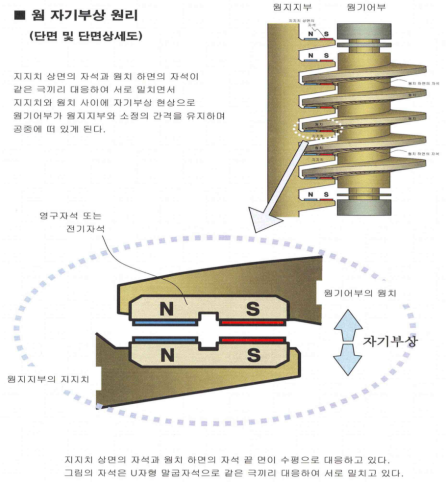 ■ 웜 자기부상 원리
(단면 및 단면상세도)
웜지지부
웜기어부
지지치 상면의 자석과 웜치 하면의 자석이
같은 극끼리 대응하여 서로 밀치면서
지지치와 웜치 사이에 자기부상 현상으로
웜기어부가 웜지지부와 소정의 간격을 유지하며
공중에 떠 있게 된다.
N S
N S
N S
N S
영구자석 또는
전기자석
웜기어부의 웜치
N S
자기부상
N S
웜지지부의 지지치
지지치 상면의 자석과 웜치 하면의 자석 끝 면이 수평으로 대응하고 있다.
그림의 자석은 U자형 말굽자석으로 같은 극끼리 대응하여 서로 밀치고 있다.